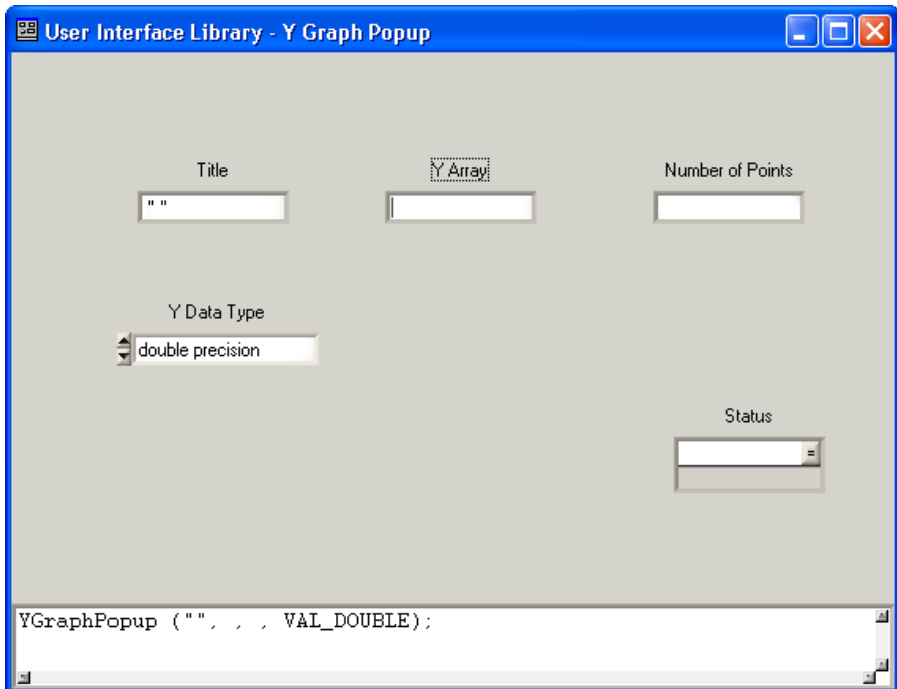 User Interface Library - Y Graph Popup
Title
Y Array
Number of Points
" "
Y Data Type
double precision
Status
=
YGraphPopup ("", , , VAL_DOUBLE);